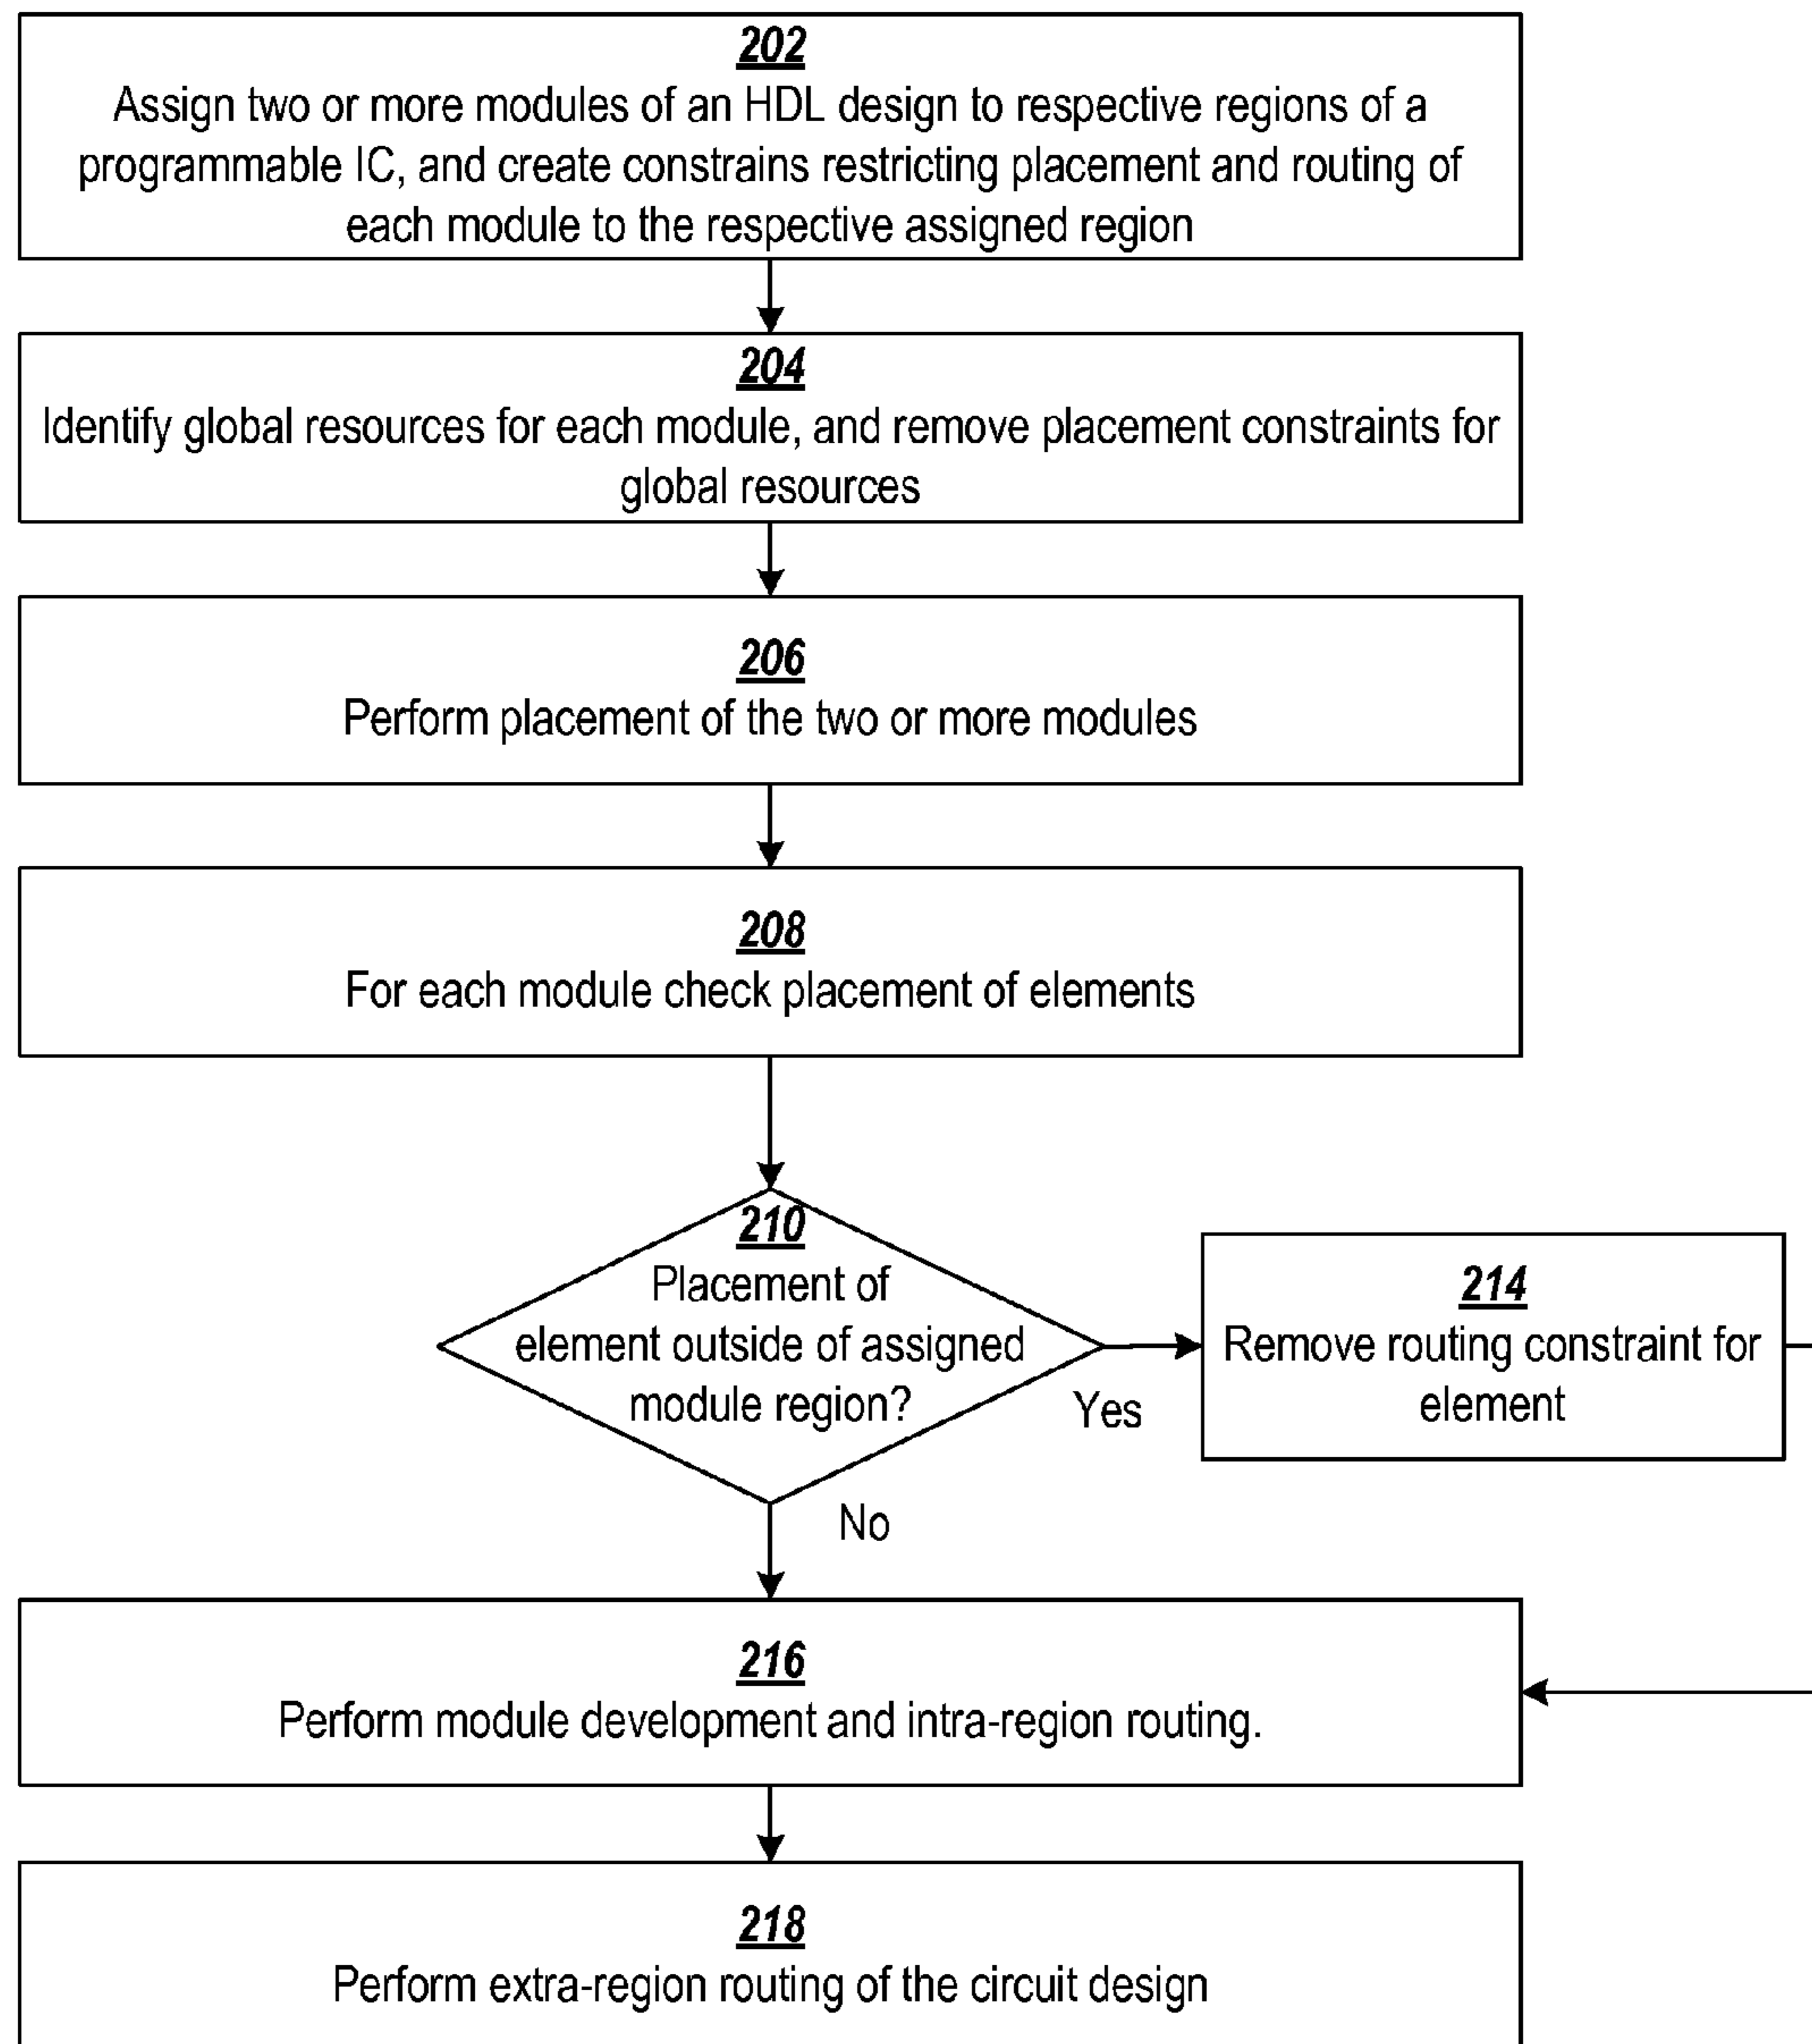 202
Assign two or more modules of an HDL design to respective regions of a
programmable IC, and create constrains restricting placement and routing of
each module to the respective assigned region
204
Identify global resources for each module, and remove placement constraints for
global resources
206
Perform placement of the two or more modules
208
For each module check placement of elements
210
Placement of
element outside of assigned
module region?
Yes
214
Remove routing constraint for
element
No
216
Perform module development and intra-region routing.
218
Perform extra-region routing of the circuit design